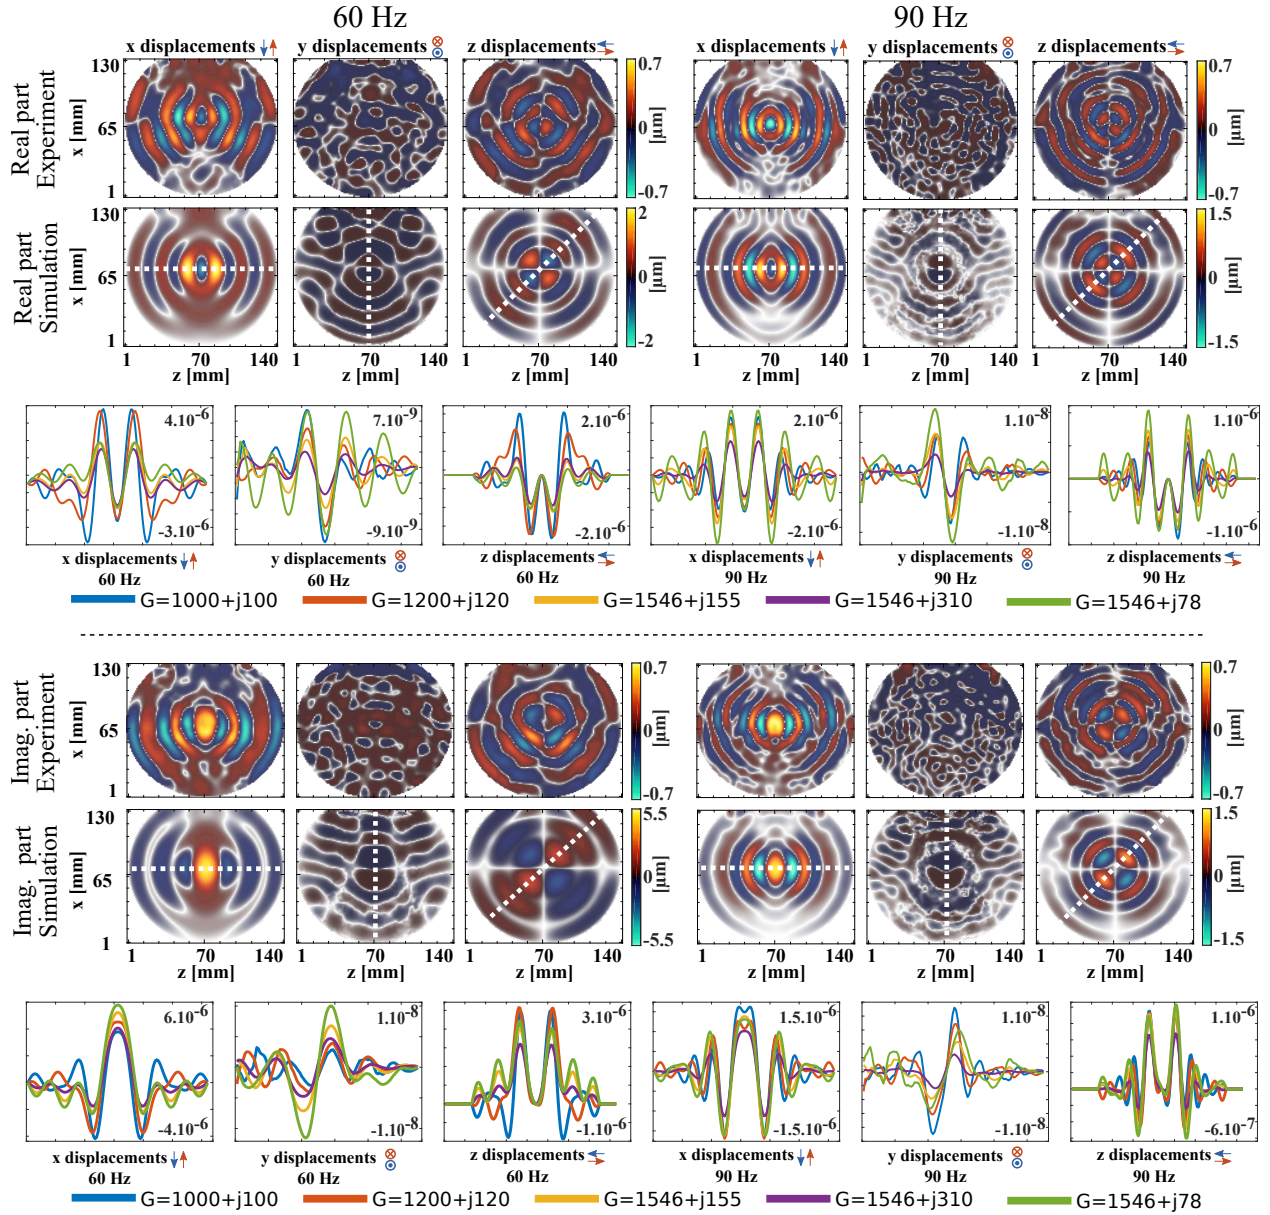 60 Hz 90 Hz
x displacements y displacements z displacements x displacements y displacements z displacements
Real part
Experiment
x [mm]
130
65
1
0.7
0
-0.7
[µm]
0.7
0
-0.7
[µm]
Real part
Simulation
x [mm]
130
65
1
2
0
-2
[µm]
1.5
0
-1.5
[µm]
1 70 140 1 70 140 1 70 140 1 70 140 1 70 140 1 70 140
z [mm] z [mm] z [mm] z [mm] z [mm] z [mm]
4.10-6 7.10-9 2.10-6 2.10-6 1.10-8 1.10-6
-3.10-6 -9.10-9 -2.10-6 -2.10-6 -1.10-8 -1.10-6
x displacements y displacements z displacements x displacements y displacements z displacements
60 Hz 60 Hz 60 Hz 90 Hz 90 Hz 90 Hz
G=1000+j100 G=1200+j120 G=1546+j155 G=1546+j310 G=1546+j78
Imag. part
Experiment
x [mm]
130
65
1
0.7
0
-0.7
[µm]
0.7
0
-0.7
[µm]
Imag. part
Simulation
x [mm]
130
65
1
5.5
0
-5.5
[µm]
1.5
0
-1.5
[µm]
1 70 140 1 70 140 1 70 140 1 70 140 1 70 140 1 70 140
z [mm] z [mm] z [mm] z [mm] z [mm] z [mm]
6.10-6 1.10-8 3.10-6 1.5.10-6 1.10-8 1.10-6
-4.10-6 -1.10-8 -1.10-6 -1.5.10-6 -1.10-8 -6.10-7
x displacements y displacements z displacements x displacements y displacements z displacements
60 Hz 60 Hz 60 Hz 90 Hz 90 Hz 90 Hz
G=1000+j100 G=1200+j120 G=1546+j155 G=1546+j310 G=1546+j78